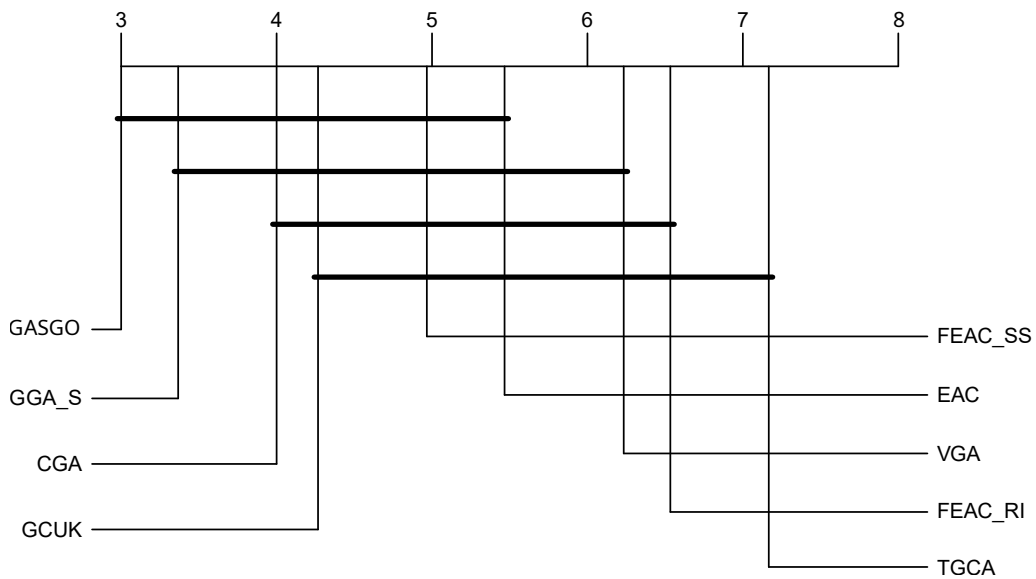 3 4 5 6 7 8
GASGO
FEAC_SS
GGA_S
EAC
CGA
VGA
GCUK
FEAC_RI
TGCA